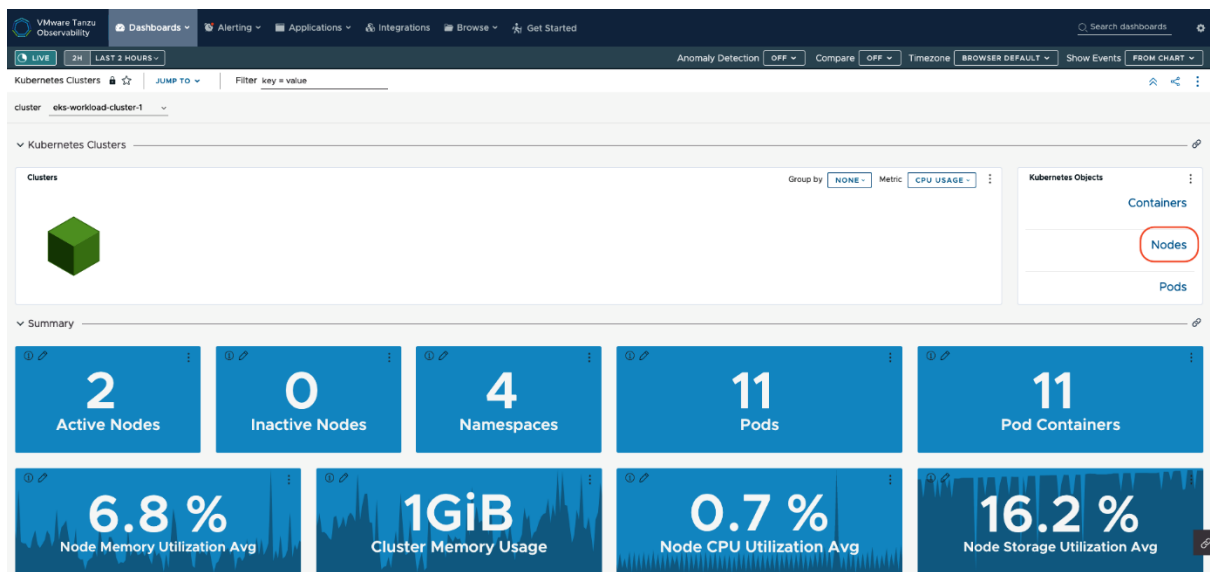 VMware Tanzu Observability Dashboards Alerting Applications Integrations Browse Get Started Search dashboards
LIVE 2H LAST 2 HOURS Anomaly Detection OFF Compare OFF Timezone BROWSER DEFAULT Show Events FROM CHART
Kubernetes Clusters JUMP TO Filter key = value
cluster eks-workload-cluster-1
Kubernetes Clusters
Clusters Group by NONE Metric CPU USAGE Kubernetes Objects
Containers
Nodes
Pods
Summary
2 0 4 11 11
Active Nodes Inactive Nodes Namespaces Pods Pod Containers
6.8 % 1GiB 0.7 % 16.2 %
Node Memory Utilization Avg Cluster Memory Usage Node CPU Utilization Avg Node Storage Utilization Avg